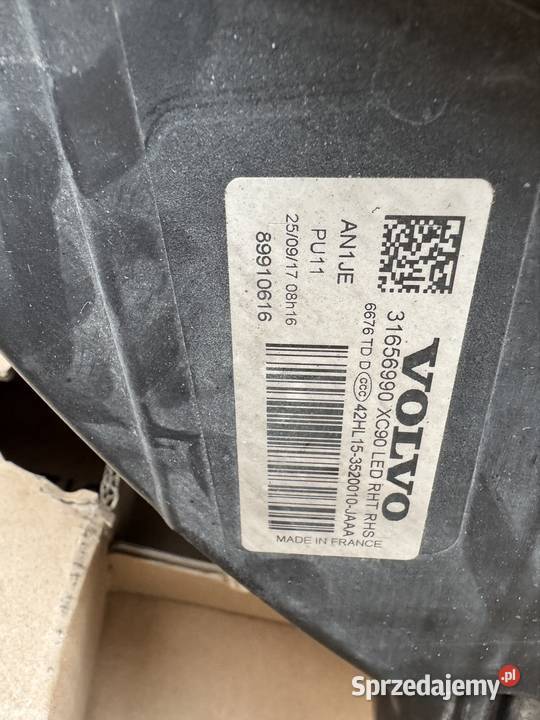 VOLVO
31656990 XC90 LED RHT RHS
6676 TD D CCC 42HL15-3520010-JAAA
AN1JE
PU11
25/09/17 08h16
89910616
MADE IN FRANCE
Sprzedajemy.pl